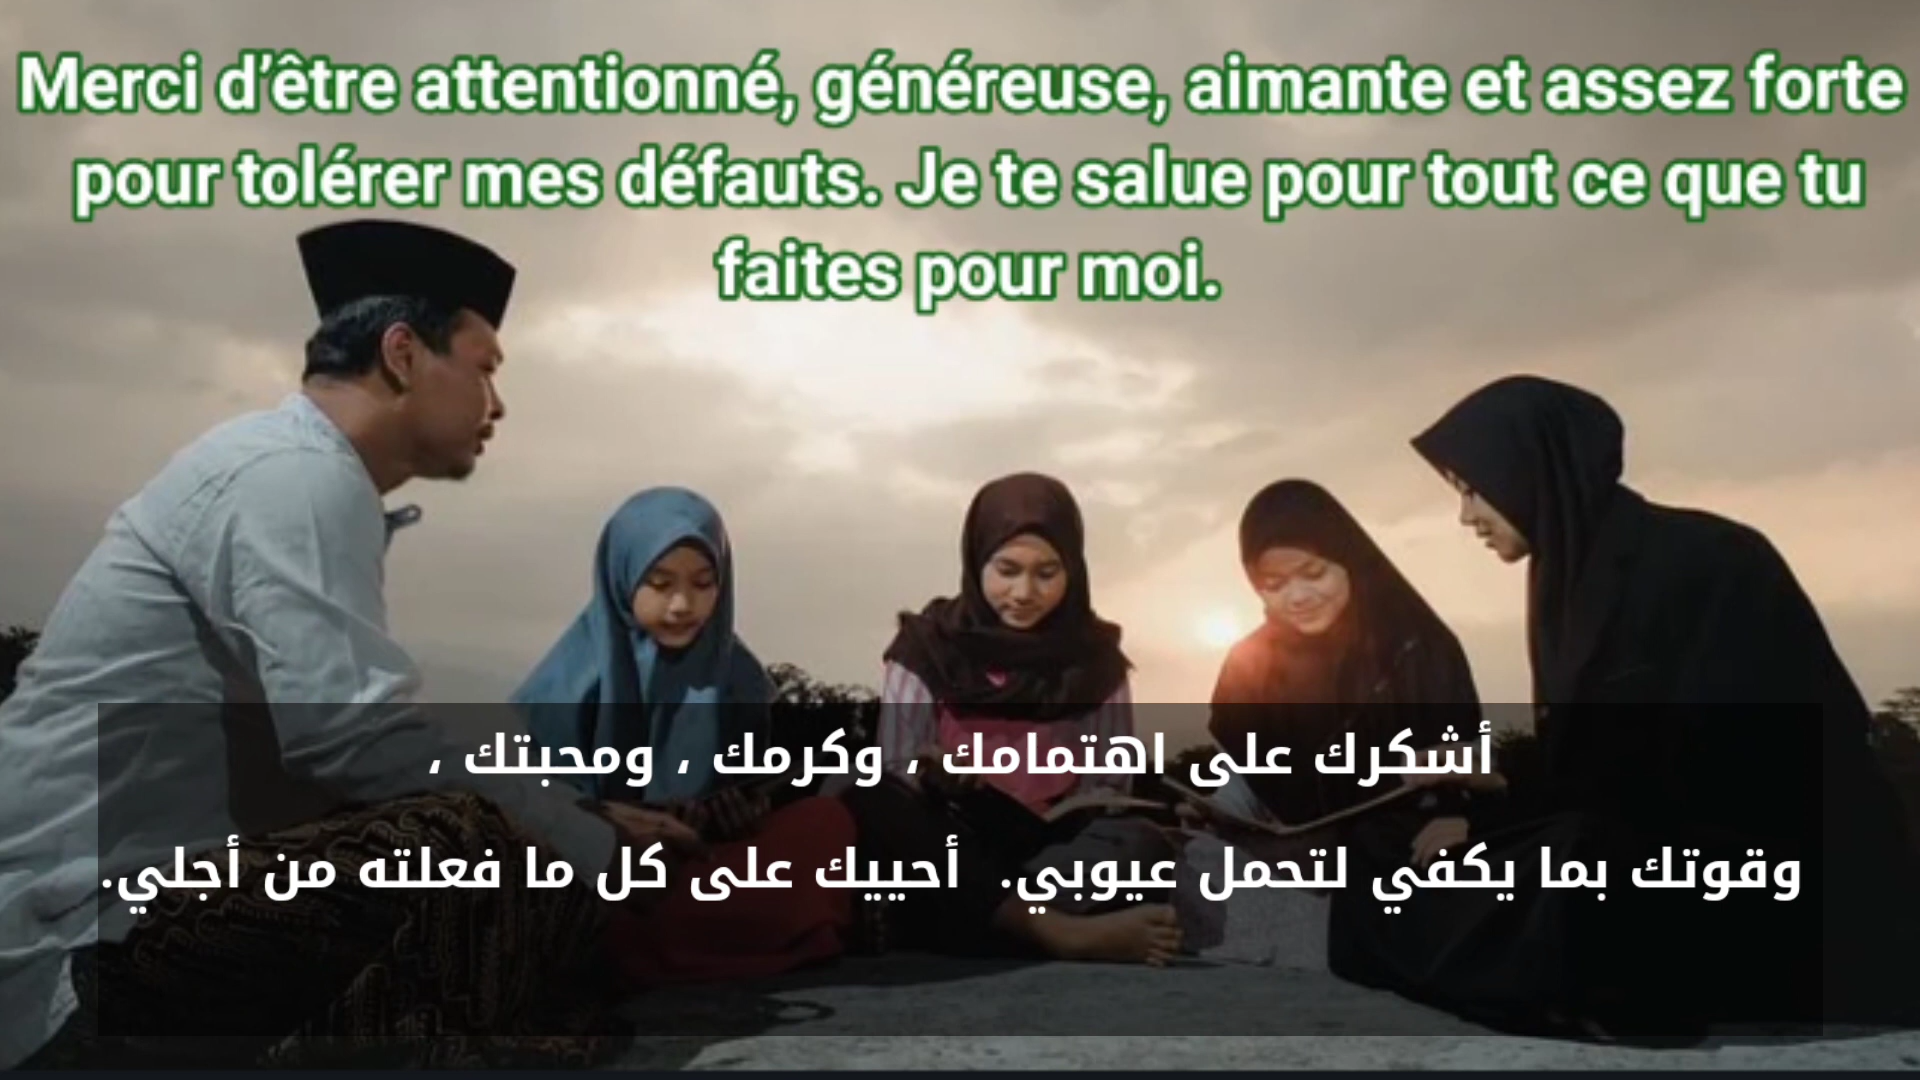 Merci d’être attentionné, généreuse, aimante et assez forte
pour tolérer mes défauts. Je te salue pour tout ce que tu
faites pour moi.
أشكرك على اهتمامك ، وكرمك ، ومحبتك ،
وقوتك بما يكفي لتحمل عيوبي. أحييك على كل ما فعلته من أجلي.